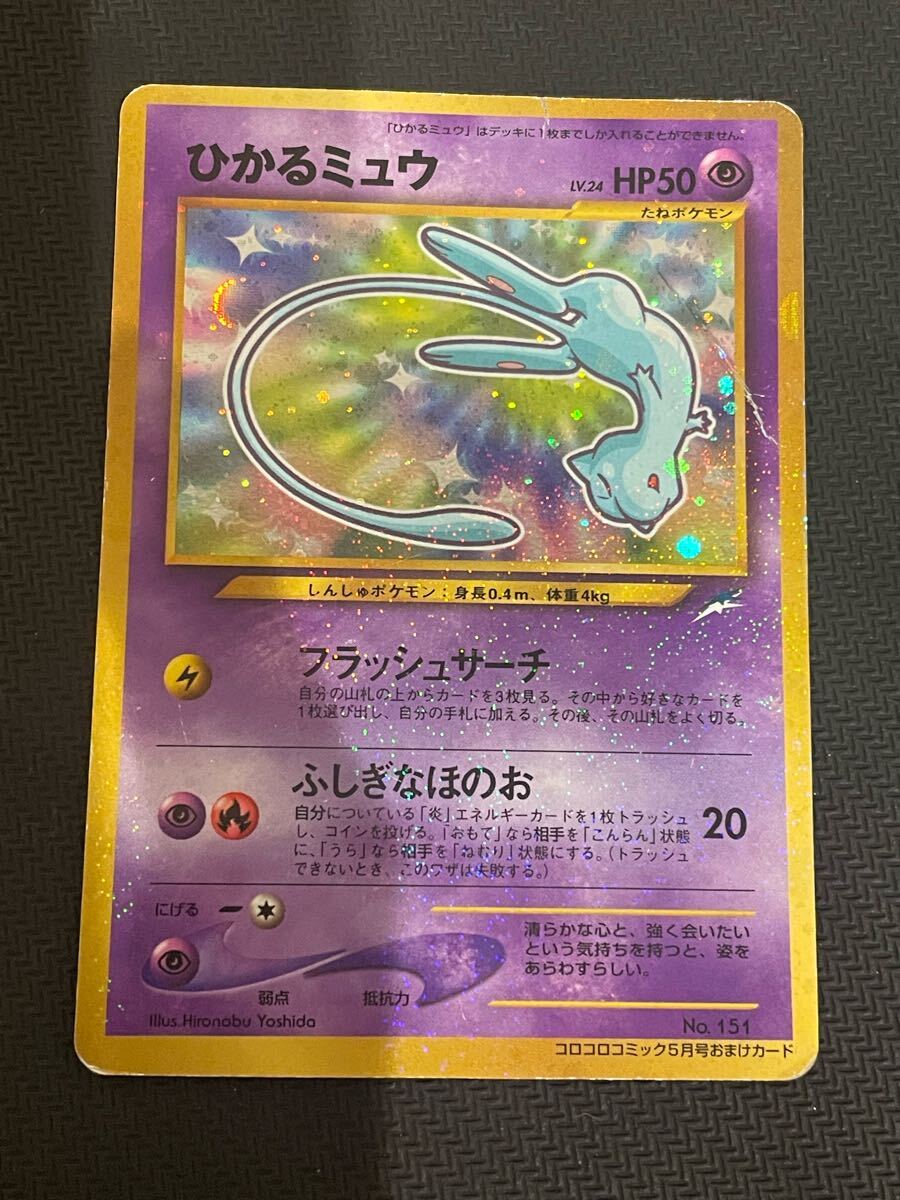 「ひかるミュウ」はデッキに1枚までしか入れることができません。
ひかるミュウ
LV.24 HP50
たねポケモン
しんしゅポケモン：身長0.4m、体重4kg
フラッシュサーチ
自分の山札の上からカードを3枚見る。その中から好きなカードを
1枚選び出し、自分の手札に加える。その後、その山札をよく切る。
ふしぎなほのお
自分についている「炎」エネルギーカードを1枚トラッシュ
し、コインを投げる。「おもて」なら相手を「こんらん」状態
に、「うら」なら相手を「ねむり」状態にする。（トラッシュ
できないとき、このワザは失敗する。）
20
にげる
清らかな心と、強く会いたい
という気持ちを持つと、姿を
あらわすらしい。
弱点
抵抗力
Illus. Hironobu Yoshida
No. 151
コロコロコミック5月号おまけカード